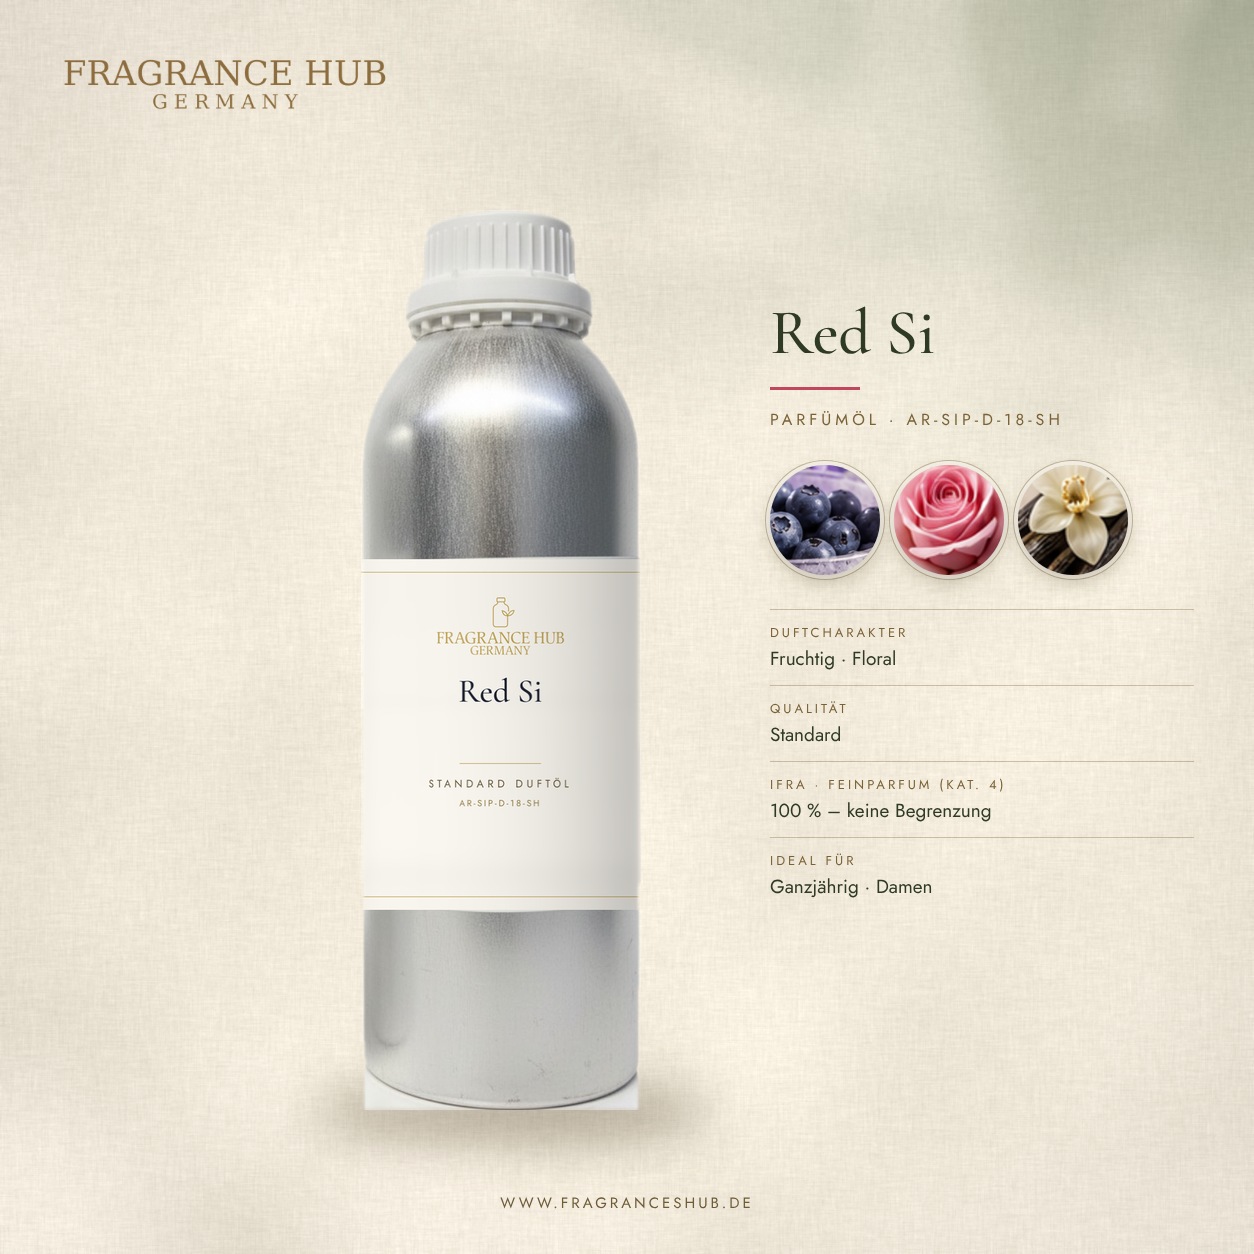 FRAGRANCE HUB
GERMANY
Red Si
PARFÜMÖL · AR-SIP-D-18-SH
FRAGRANCE HUB
GERMANY
Red Si
STANDARD DUFTÖL
AR-SIP-D-18-SH
DUFTCHARAKTER
Fruchtig · Floral
QUALITÄT
Standard
IFRA · FEINPARFUM (KAT. 4)
100 % – keine Begrenzung
IDEAL FÜR
Ganzjährig · Damen
WWW.FRAGRANCESHUB.DE